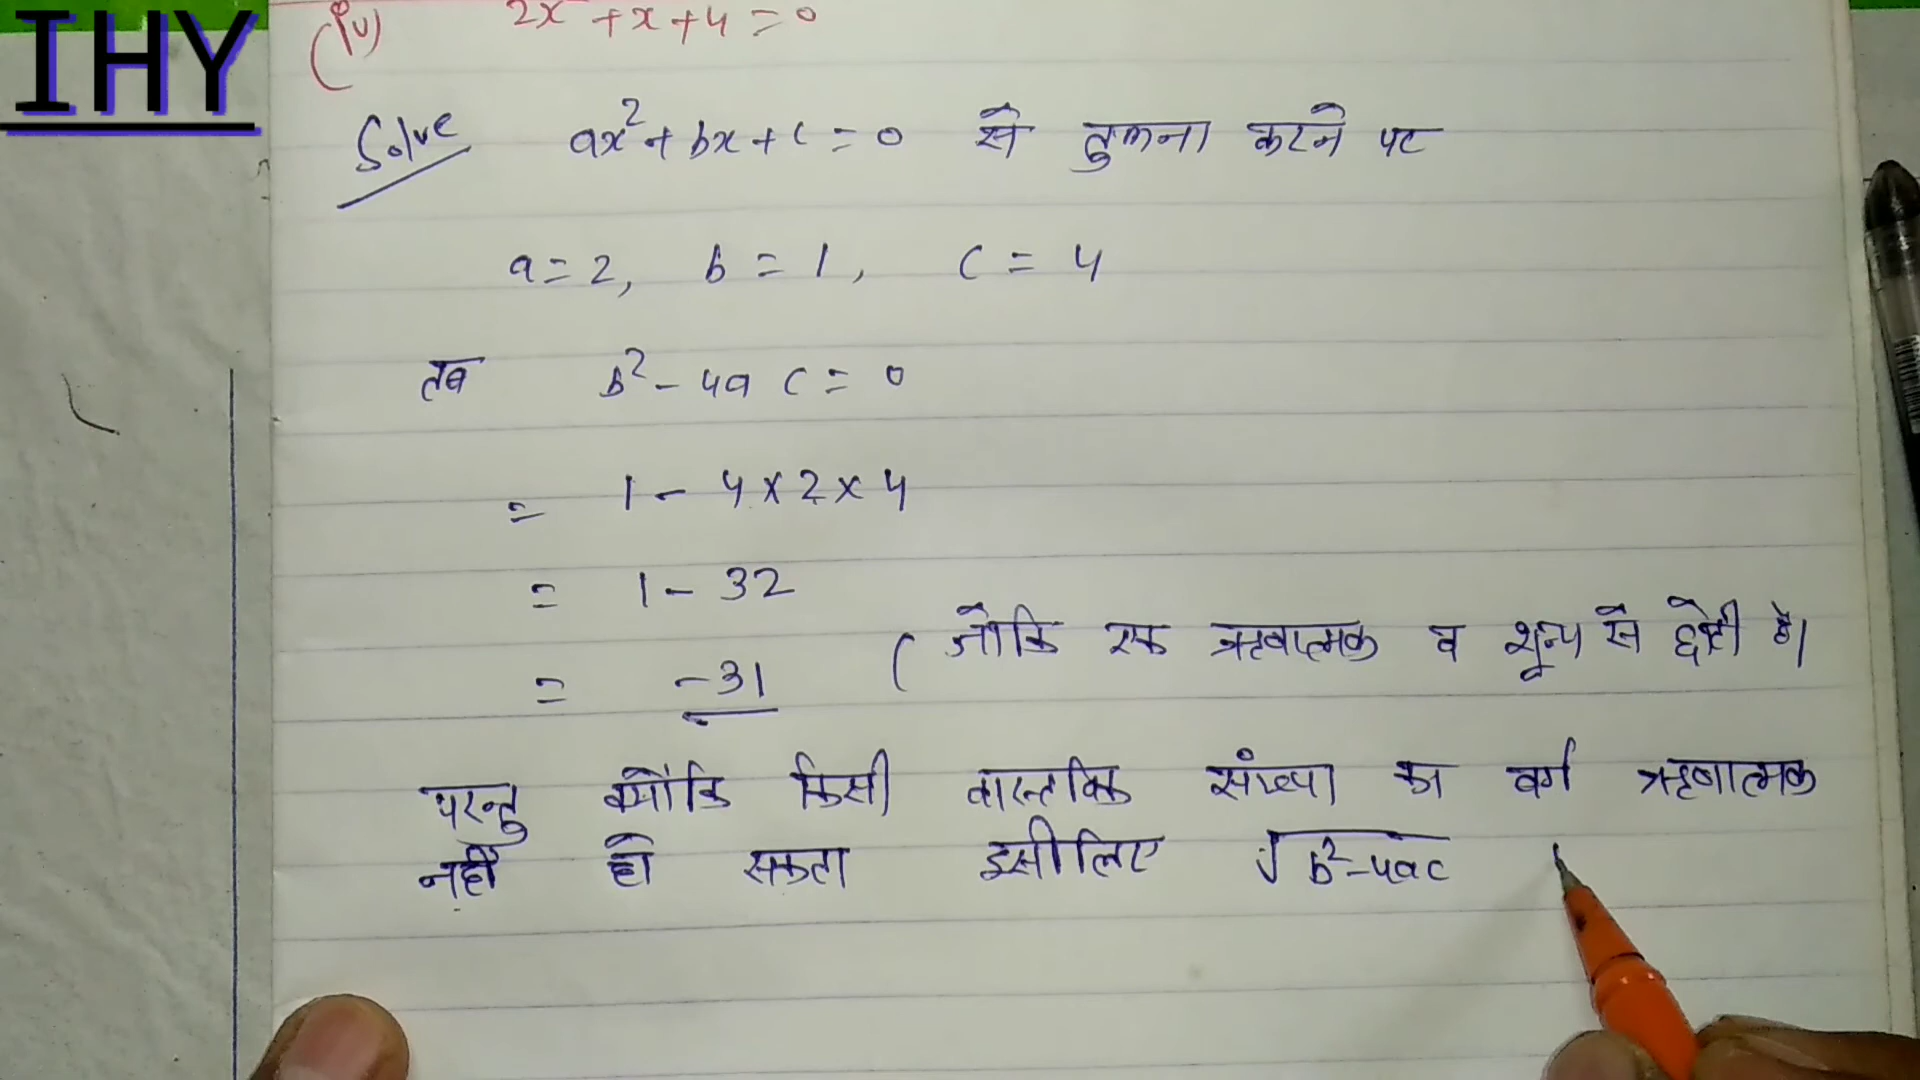 IHY
(iv) 2x + x + 4 = 0
Solve ax² + bx + c = 0 से तुलना करने पर
a = 2, b = 1, c = 4
तब b² - 4a c = 0
= 1 - 4 x 2 x 4
= 1 - 32
= -31 ( जोकि एक ऋणात्मक व शून्य से छोटी है।
परन्तु क्योंकि किसी वास्तविक संख्या का वर्ग ऋणात्मक
नहीं हो सकता इसीलिए √b²-4ac